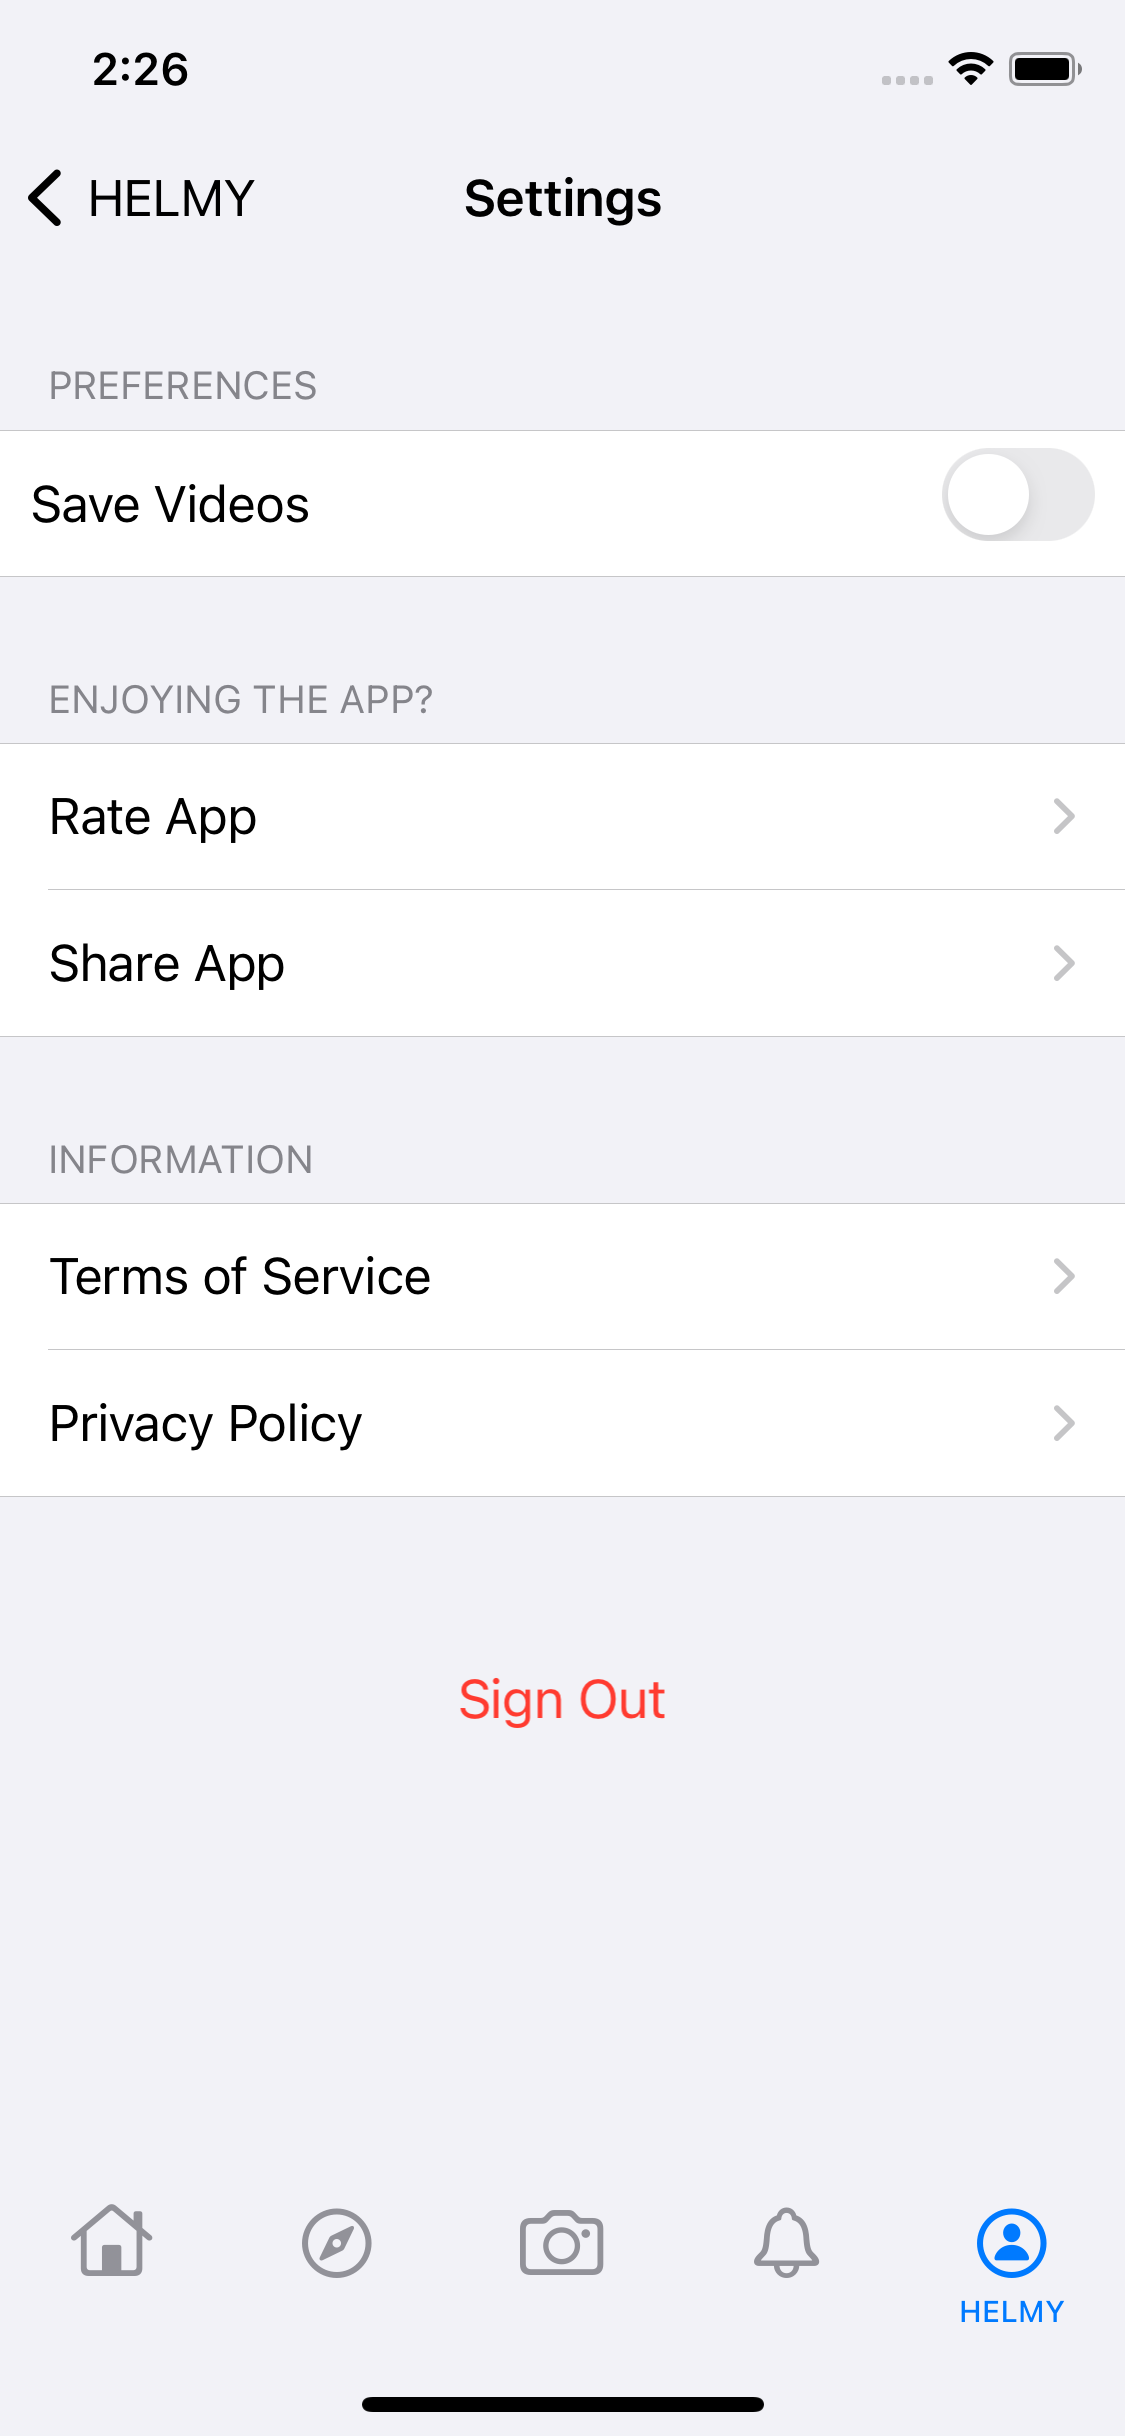 2:26
HELMY
Settings
PREFERENCES
Save Videos
ENJOYING THE APP?
Rate App
Share App
INFORMATION
Terms of Service
Privacy Policy
Sign Out
HELMY